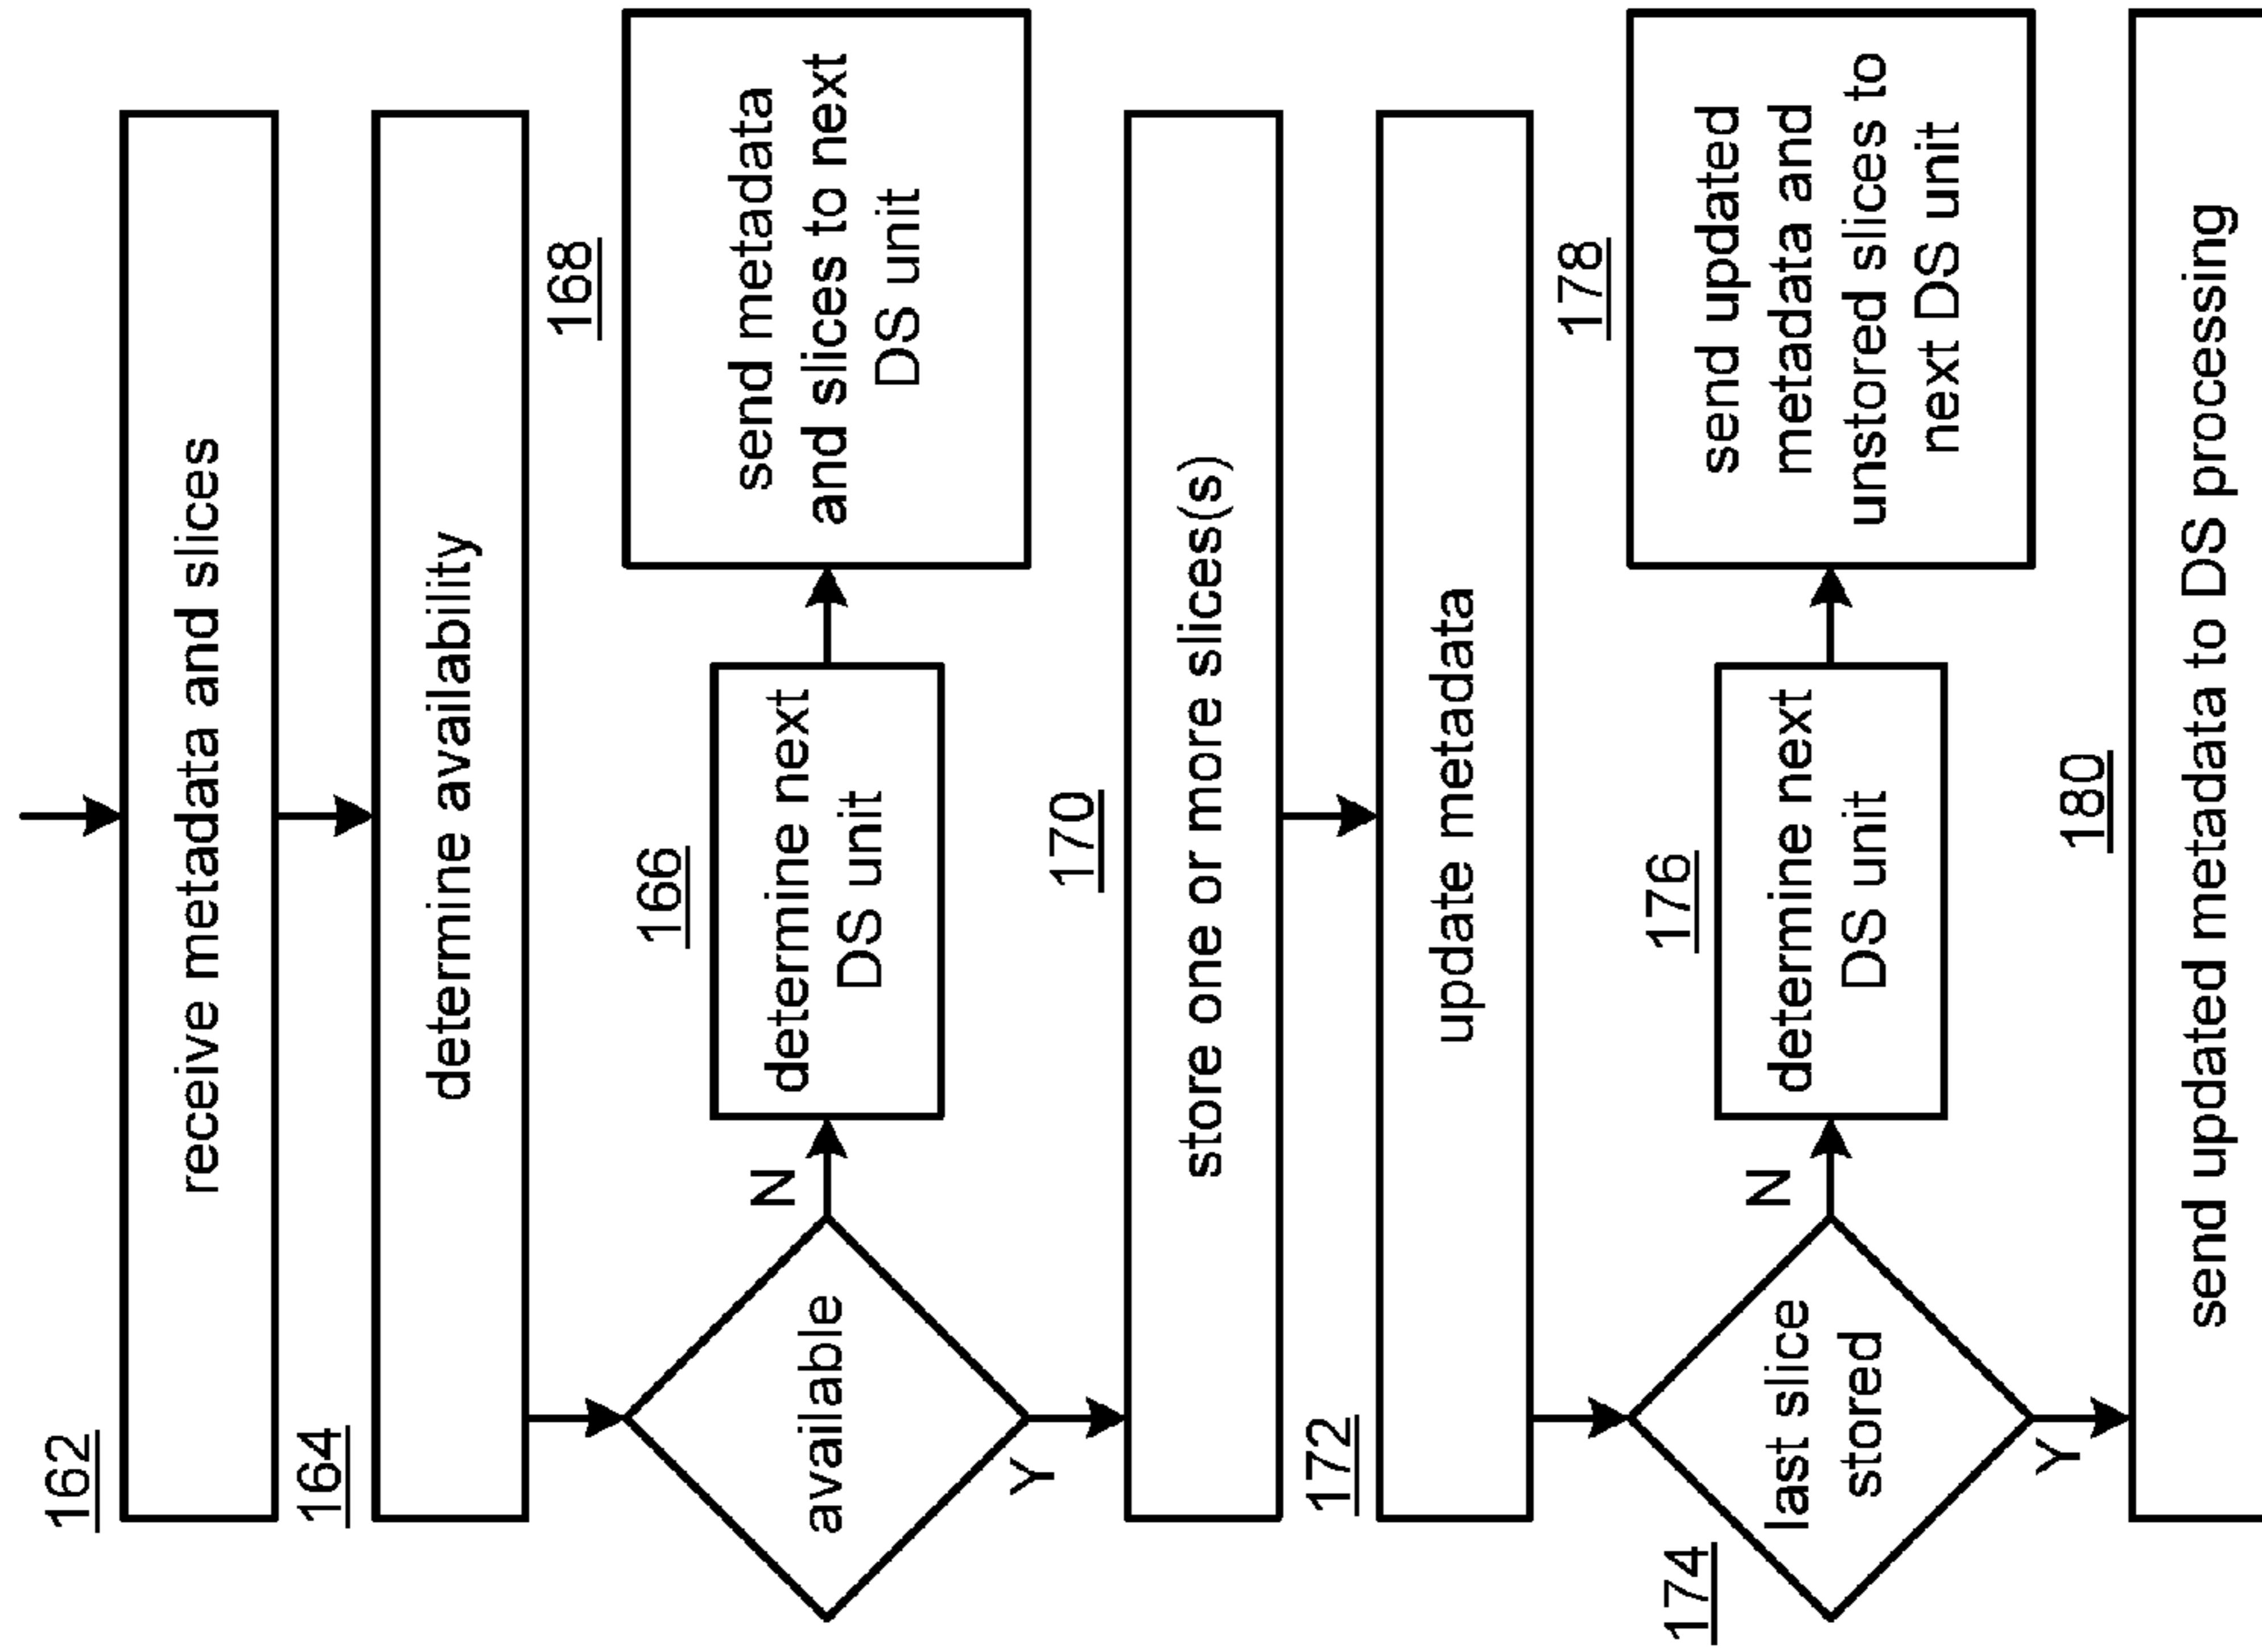 162
receive metadata and slices
164
determine availability
available
N
Y
166
determine next
DS unit
168
send metadata
and slices to next
DS unit
170
store one or more slices(s)
172
update metadata
174
last slice
stored
N
Y
176
determine next
DS unit
178
send updated
metadata and
unstored slices to
next DS unit
180
send updated metadata to DS processing